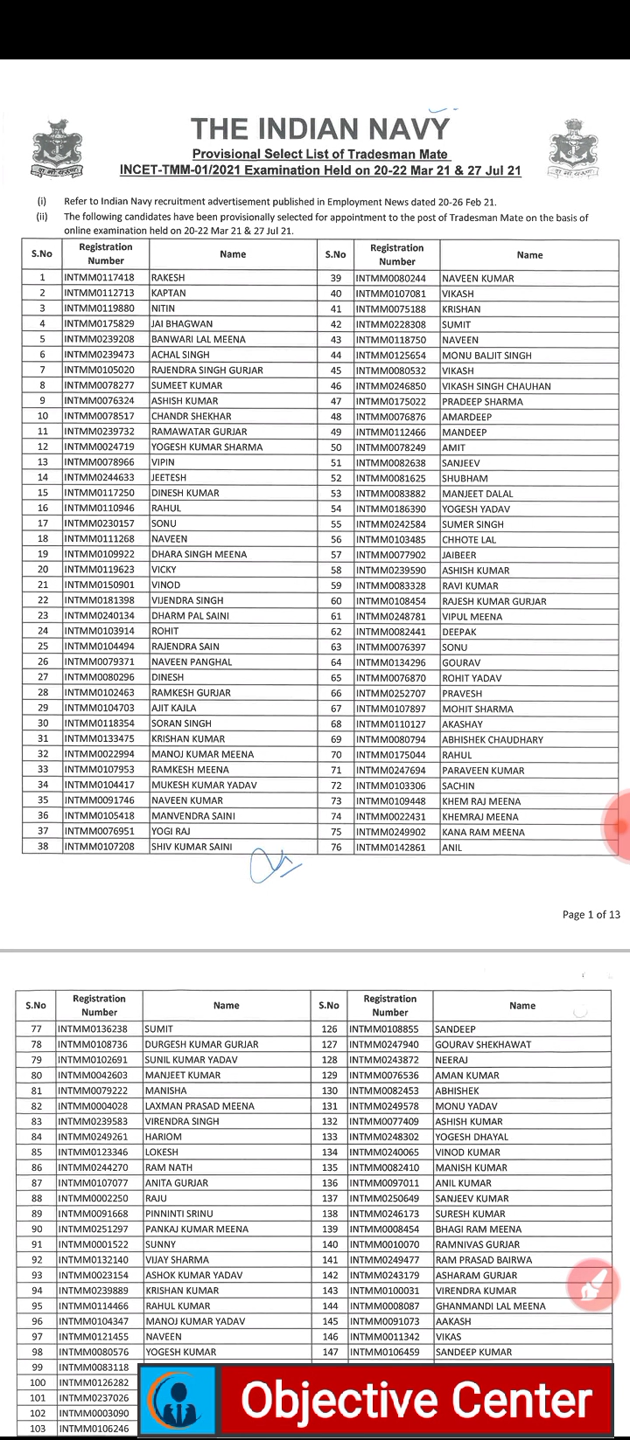 THE INDIAN NAVY
Provisional Select List of Tradesman Mate
INCET-TMM-01/2021 Examination Held on 20-22 Mar 21 & 27 Jul 21
(i) Refer to Indian Navy recruitment advertisement published in Employment News dated 20-26 Feb 21.
(ii) The following candidates have been provisionally selected for appointment to the post of Tradesman Mate on the basis of
online examination held on 20-22 Mar 21 & 27 Jul 21.
S.No Registration Number Name S.No Registration Number Name
1 INTMM0117418 RAKESH 39 INTMM0080244 NAVEEN KUMAR
2 INTMM0112713 KAPTAN 40 INTMM0107081 VIKASH
3 INTMM0119880 NITIN 41 INTMM0075188 KRISHAN
4 INTMM0175829 JAI BHAGWAN 42 INTMM0228308 SUMIT
5 INTMM0239208 BANWARI LAL MEENA 43 INTMM0118750 NAVEEN
6 INTMM0239473 ACHAL SINGH 44 INTMM0125654 MONU BALJIT SINGH
7 INTMM0105020 RAJENDRA SINGH GURJAR 45 INTMM0080532 VIKASH
8 INTMM0078277 SUMEET KUMAR 46 INTMM0246850 VIKASH SINGH CHAUHAN
9 INTMM0076324 ASHISH KUMAR 47 INTMM0175022 PRADEEP SHARMA
10 INTMM0078517 CHANDR SHEKHAR 48 INTMM0076876 AMARDEEP
11 INTMM0239732 RAMAWATAR GURJAR 49 INTMM0112466 MANDEEP
12 INTMM0024719 YOGESH KUMAR SHARMA 50 INTMM0078249 AMIT
13 INTMM0078966 VIPIN 51 INTMM0082638 SANJEEV
14 INTMM0244633 JEETESH 52 INTMM0081625 SHUBHAM
15 INTMM0117250 DINESH KUMAR 53 INTMM0083882 MANJEET DALAL
16 INTMM0110946 RAHUL 54 INTMM0186390 YOGESH YADAV
17 INTMM0230157 SONU 55 INTMM0242584 SUMER SINGH
18 INTMM0111268 NAVEEN 56 INTMM0103485 CHHOTE LAL
19 INTMM0109922 DHARA SINGH MEENA 57 INTMM0077902 JAIBEER
20 INTMM0119623 VICKY 58 INTMM0239590 ASHISH KUMAR
21 INTMM0150901 VINOD 59 INTMM0083328 RAVI KUMAR
22 INTMM0181398 VIJENDRA SINGH 60 INTMM0108454 RAJESH KUMAR GURJAR
23 INTMM0240134 DHARM PAL SAINI 61 INTMM0248781 VIPUL MEENA
24 INTMM0103914 ROHIT 62 INTMM0082441 DEEPAK
25 INTMM0104494 RAJENDRA SAIN 63 INTMM0076397 SONU
26 INTMM0079371 NAVEEN PANGHAL 64 INTMM0134296 GOURAV
27 INTMM0080296 DINESH 65 INTMM0076870 ROHIT YADAV
28 INTMM0102463 RAMKESH GURJAR 66 INTMM0252707 PRAVESH
29 INTMM0104703 AJIT KAJLA 67 INTMM0107897 MOHIT SHARMA
30 INTMM0118354 SORAN SINGH 68 INTMM0110127 AKASHAY
31 INTMM0133475 KRISHAN KUMAR 69 INTMM0080794 ABHISHEK CHAUDHARY
32 INTMM0022994 MANOJ KUMAR MEENA 70 INTMM0175044 RAHUL
33 INTMM0107953 RAMKESH MEENA 71 INTMM0247694 PARAVEEN KUMAR
34 INTMM0104417 MUKESH KUMAR YADAV 72 INTMM0103306 SACHIN
35 INTMM0091746 NAVEEN KUMAR 73 INTMM0109448 KHEM RAJ MEENA
36 INTMM0105418 MANVENDRA SAINI 74 INTMM0022431 KHEMRAJ MEENA
37 INTMM0076951 YOGI RAJ 75 INTMM0249902 KANA RAM MEENA
38 INTMM0107208 SHIV KUMAR SAINI 76 INTMM0142861 ANIL
Page 1 of 13
S.No Registration Number Name S.No Registration Number Name
77 INTMM0136238 SUMIT 126 INTMM0108855 SANDEEP
78 INTMM0108736 DURGESH KUMAR GURJAR 127 INTMM0247940 GOURAV SHEKHAWAT
79 INTMM0102691 SUNIL KUMAR YADAV 128 INTMM0243872 NEERAJ
80 INTMM0042603 MANJEET KUMAR 129 INTMM0076536 AMAN KUMAR
81 INTMM0079222 MANISHA 130 INTMM0082453 ABHISHEK
82 INTMM0004028 LAXMAN PRASAD MEENA 131 INTMM0249578 MONU YADAV
83 INTMM0239583 VIRENDRA SINGH 132 INTMM0077409 ASHISH KUMAR
84 INTMM0249261 HARIOM 133 INTMM0248302 YOGESH DHAYAL
85 INTMM0123346 LOKESH 134 INTMM0240065 VINOD KUMAR
86 INTMM0244270 RAM NATH 135 INTMM0082410 MANISH KUMAR
87 INTMM0107077 ANITA GURJAR 136 INTMM0097011 ANIL KUMAR
88 INTMM0002250 RAJU 137 INTMM0250649 SANJEEV KUMAR
89 INTMM0091668 PINNINTI SRINU 138 INTMM0246173 SURESH KUMAR
90 INTMM0251297 PANKAJ KUMAR MEENA 139 INTMM0008454 BHAGI RAM MEENA
91 INTMM0001522 SUNNY 140 INTMM0010070 RAMNIVAS GURJAR
92 INTMM0132140 VIJAY SHARMA 141 INTMM0249477 RAM PRASAD BAIRWA
93 INTMM0023154 ASHOK KUMAR YADAV 142 INTMM0243179 ASHARAM GURJAR
94 INTMM0239889 KRISHAN KUMAR 143 INTMM0100031 VIRENDRA KUMAR
95 INTMM0114466 RAHUL KUMAR 144 INTMM0008087 GHANMANDI LAL MEENA
96 INTMM0104347 MANOJ KUMAR YADAV 145 INTMM0091073 AAKASH
97 INTMM0121455 NAVEEN 146 INTMM0011342 VIKAS
98 INTMM0080576 YOGESH KUMAR 147 INTMM0106459 SANDEEP KUMAR
99 INTMM0083118
100 INTMM0126282
101 INTMM0237026
102 INTMM0003090
103 INTMM0106246
Objective Center